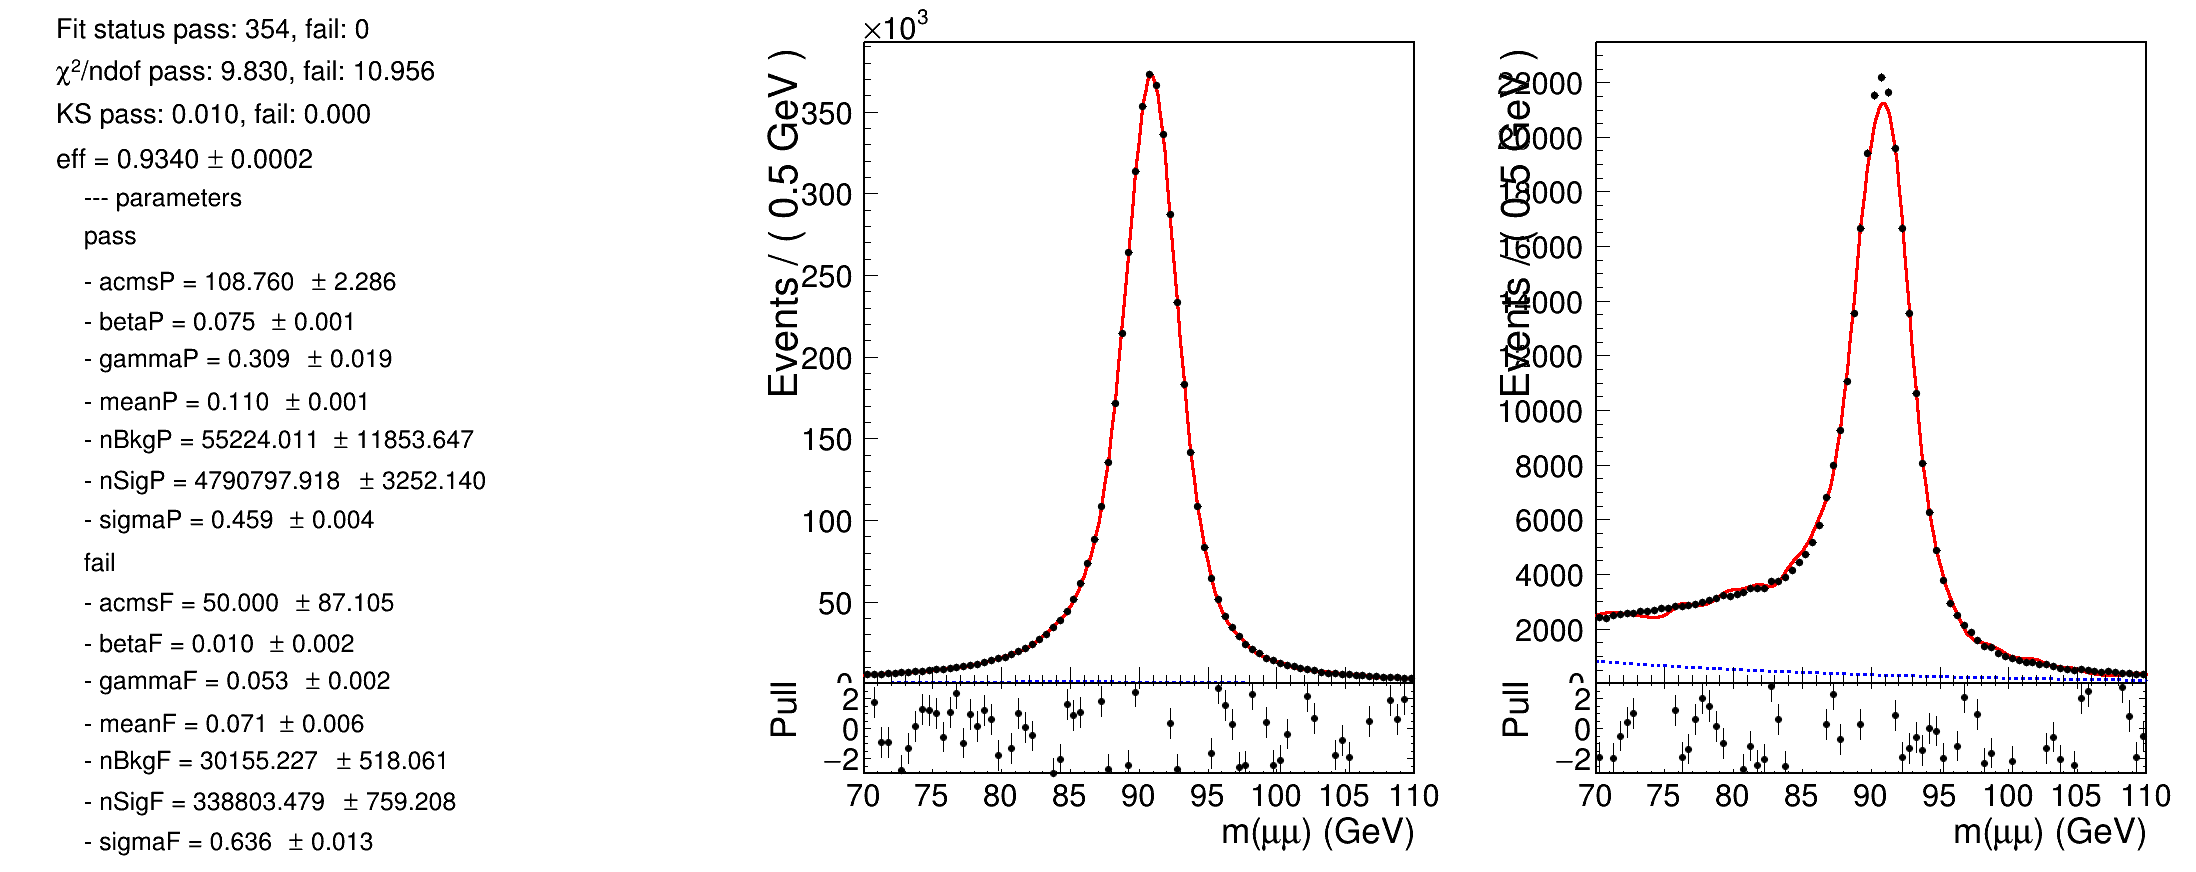 Fit status pass: 354, fail: 0
χ²/ndof pass: 9.830, fail: 10.956
KS pass: 0.010, fail: 0.000
eff = 0.9340 ± 0.0002
--- parameters
pass
- acmsP = 108.760 ± 2.286
- betaP = 0.075 ± 0.001
- gammaP = 0.309 ± 0.019
- meanP = 0.110 ± 0.001
- nBkgP = 55224.011 ± 11853.647
- nSigP = 4790797.918 ± 3252.140
- sigmaP = 0.459 ± 0.004
fail
- acmsF = 50.000 ± 87.105
- betaF = 0.010 ± 0.002
- gammaF = 0.053 ± 0.002
- meanF = 0.071 ± 0.006
- nBkgF = 30155.227 ± 518.061
- nSigF = 338803.479 ± 759.208
- sigmaF = 0.636 ± 0.013
×10³
Events / ( 0.5 GeV )
350
300
250
200
150
100
50
0
Pull
2
0
−2
70 75 80 85 90 95 100 105 110
m(μμ) (GeV)
Events / ( 0.5 GeV )
22000
20000
18000
16000
14000
12000
10000
8000
6000
4000
2000
0
Pull
2
0
−2
70 75 80 85 90 95 100 105 110
m(μμ) (GeV)